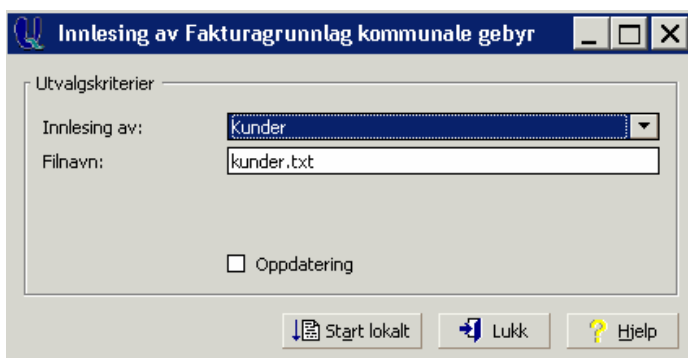 Innlesing av Fakturagrunnlag kommunale gebyr
Utvalgskriterier
Innlesing av: Kunder
Filnavn: kunder.txt
Oppdatering
Start lokalt Lukk Hjelp